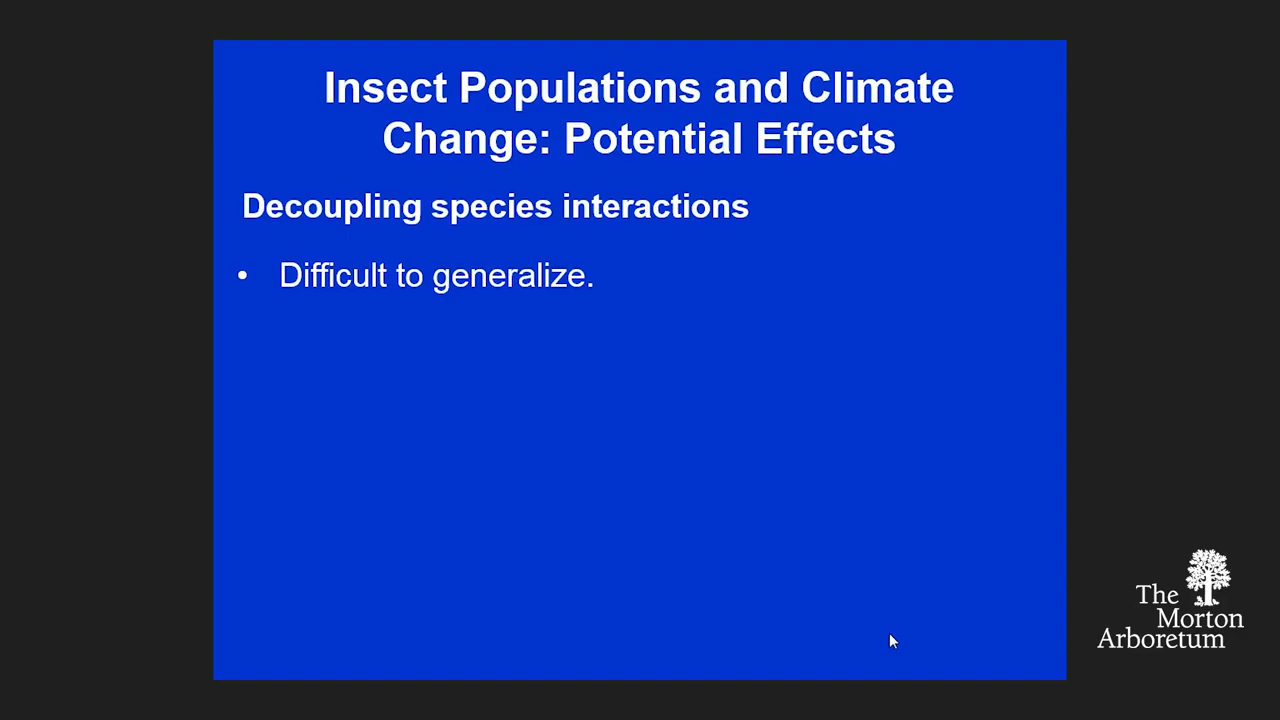 Insect Populations and Climate
Change: Potential Effects
Decoupling species interactions
• Difficult to generalize.
The
Morton
Arboretum